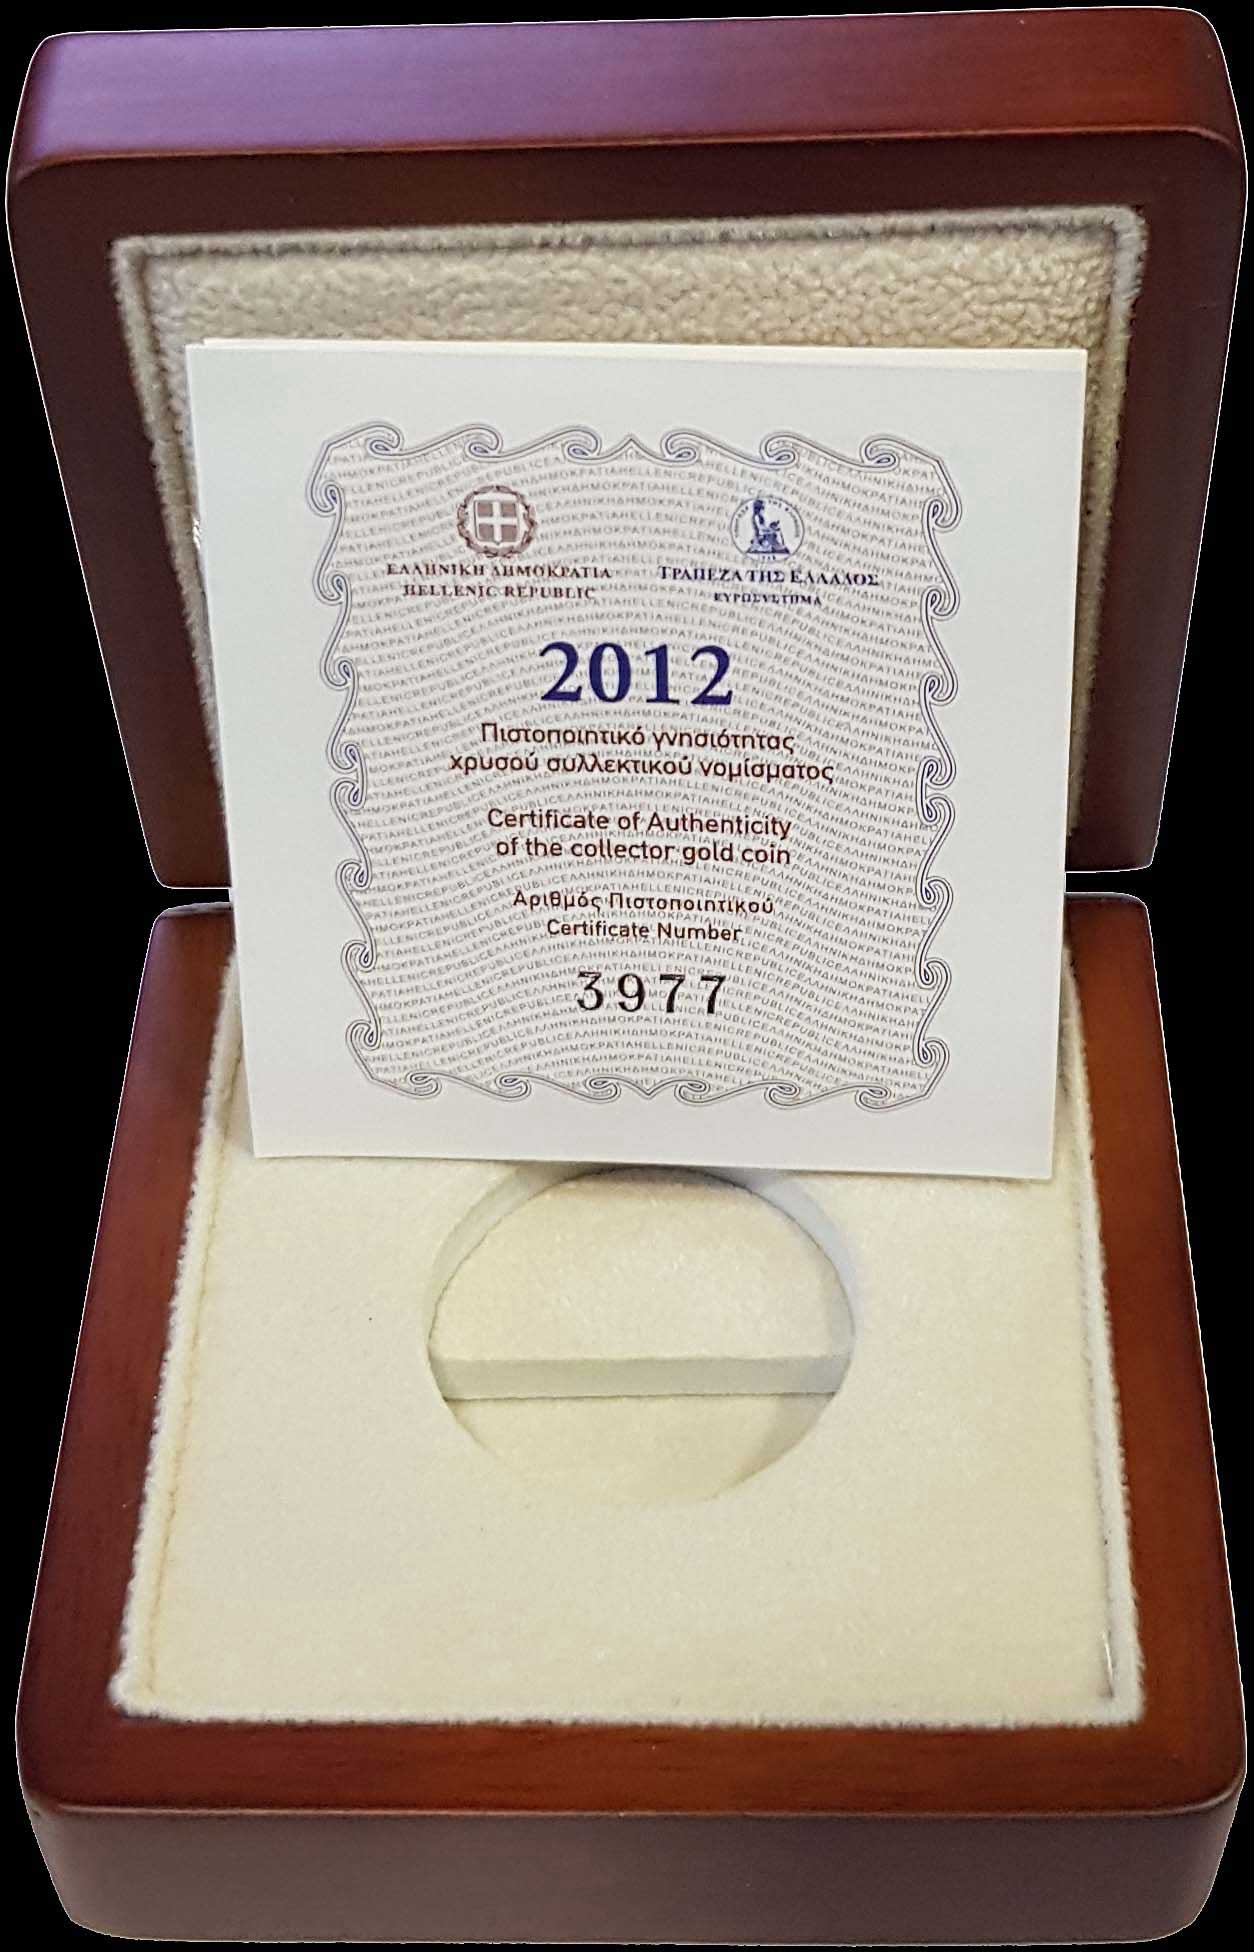 ΕΛΛΗΝΙΚΗ ΔΗΜΟΚΡΑΤΙΑ
HELLENIC REPUBLIC
ΤΡΑΠΕΖΑ ΤΗΣ ΕΛΛΑΔΟΣ
ΕΥΡΩΣΥΣΤΗΜΑ
2012
Πιστοποιητικό γνησιότητας
χρυσού συλλεκτικού νομίσματος
Certificate of Authenticity
of the collector gold coin
Αριθμός Πιστοποιητικού
Certificate Number
3977